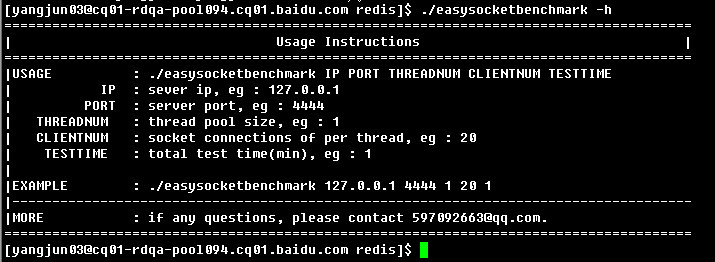 [yangjun03@cq01-rdqa-pool094.cq01.baidu.com redis]$ ./easysocketbenchmark -h
================================================================================
|                               Usage Instructions                             |
================================================================================
|USAGE         : ./easysocketbenchmark IP PORT THREADNUM CLIENTNUM TESTTIME
|          IP  : sever ip, eg : 127.0.0.1
|        PORT  : server port, eg : 4444
|   THREADNUM  : thread pool size, eg : 1
|   CLIENTNUM  : socket connections of per thread, eg : 20
|    TESTTIME  : total test time(min), eg : 1
|
|EXAMPLE       : ./easysocketbenchmark 127.0.0.1 4444 1 20 1
|-------------------------------------------------------------------------------
|MORE          : if any questions, please contact 597092663@qq.com.
================================================================================
[yangjun03@cq01-rdqa-pool094.cq01.baidu.com redis]$